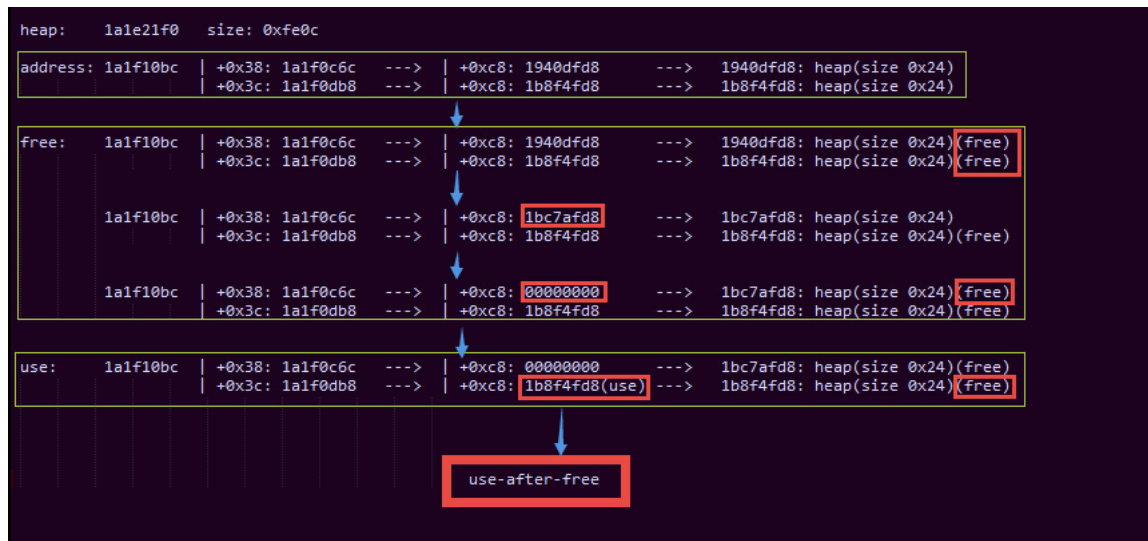 heap: 1a1e21f0 size: 0xfe0c
address: 1a1f10bc | +0x38: 1a1f0c6c ---> | +0xc8: 1940dfd8 ---> 1940dfd8: heap(size 0x24)
| +0x3c: 1a1f0db8 ---> | +0xc8: 1b8f4fd8 ---> 1b8f4fd8: heap(size 0x24)
free: 1a1f10bc | +0x38: 1a1f0c6c ---> | +0xc8: 1940dfd8 ---> 1940dfd8: heap(size 0x24)(free)
| +0x3c: 1a1f0db8 ---> | +0xc8: 1b8f4fd8 ---> 1b8f4fd8: heap(size 0x24)(free)
1a1f10bc | +0x38: 1a1f0c6c ---> | +0xc8: 1bc7afd8 ---> 1bc7afd8: heap(size 0x24)
| +0x3c: 1a1f0db8 ---> | +0xc8: 1b8f4fd8 ---> 1b8f4fd8: heap(size 0x24)(free)
1a1f10bc | +0x38: 1a1f0c6c ---> | +0xc8: 00000000 ---> 1bc7afd8: heap(size 0x24)(free)
| +0x3c: 1a1f0db8 ---> | +0xc8: 1b8f4fd8 ---> 1b8f4fd8: heap(size 0x24)(free)
use: 1a1f10bc | +0x38: 1a1f0c6c ---> | +0xc8: 00000000 ---> 1bc7afd8: heap(size 0x24)(free)
| +0x3c: 1a1f0db8 ---> | +0xc8: 1b8f4fd8(use) ---> 1b8f4fd8: heap(size 0x24)(free)
use-after-free